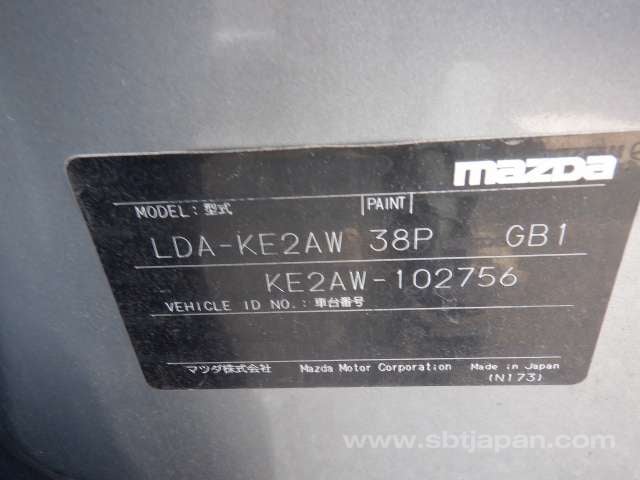 mazda
MODEL: 型式 PAINT
LDA-KE2AW 38P GB1
KE2AW-102756
VEHICLE ID NO.: 車台番号
マツダ株式会社 Mazda Motor Corporation Made in Japan
(N173)
www.sbtjapan.com